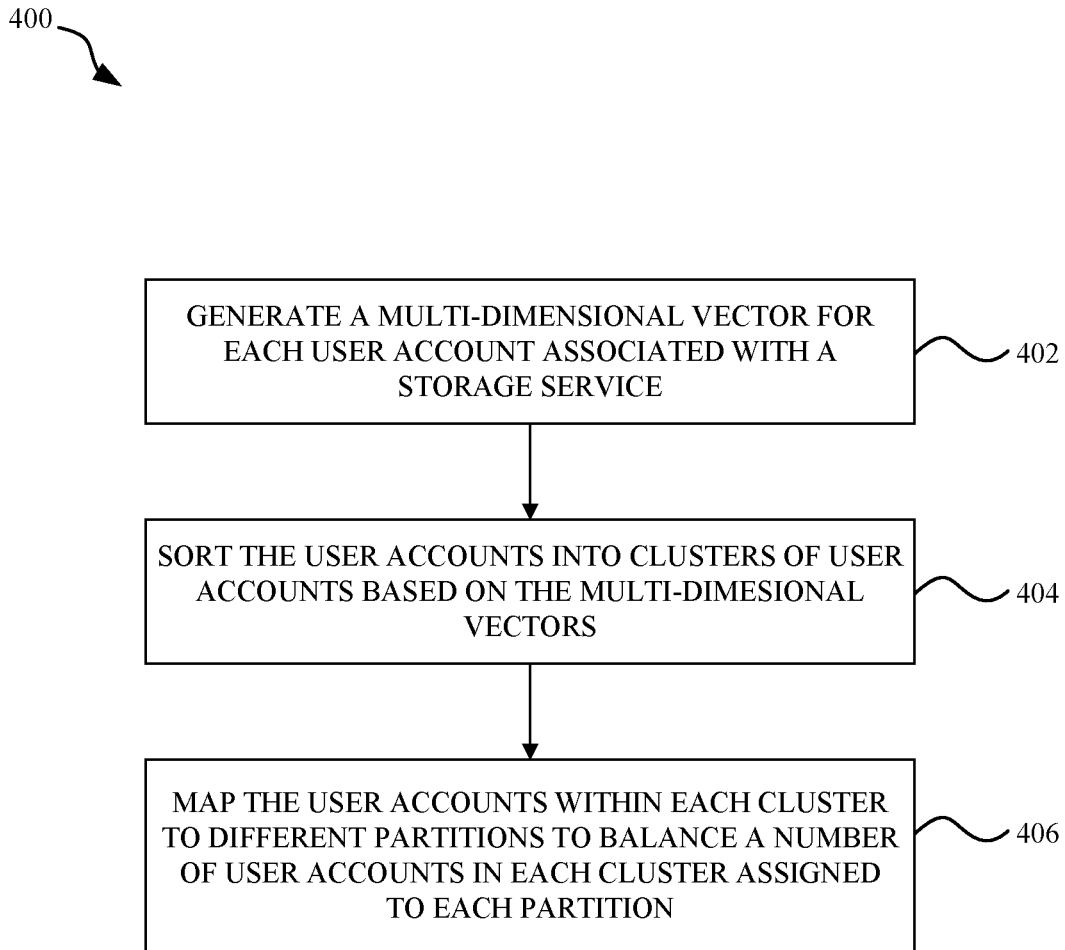 400
GENERATE A MULTI-DIMENSIONAL VECTOR FOR
EACH USER ACCOUNT ASSOCIATED WITH A
STORAGE SERVICE
402
SORT THE USER ACCOUNTS INTO CLUSTERS OF USER
ACCOUNTS BASED ON THE MULTI-DIMESIONAL
VECTORS
404
MAP THE USER ACCOUNTS WITHIN EACH CLUSTER
TO DIFFERENT PARTITIONS TO BALANCE A NUMBER
OF USER ACCOUNTS IN EACH CLUSTER ASSIGNED
TO EACH PARTITION
406